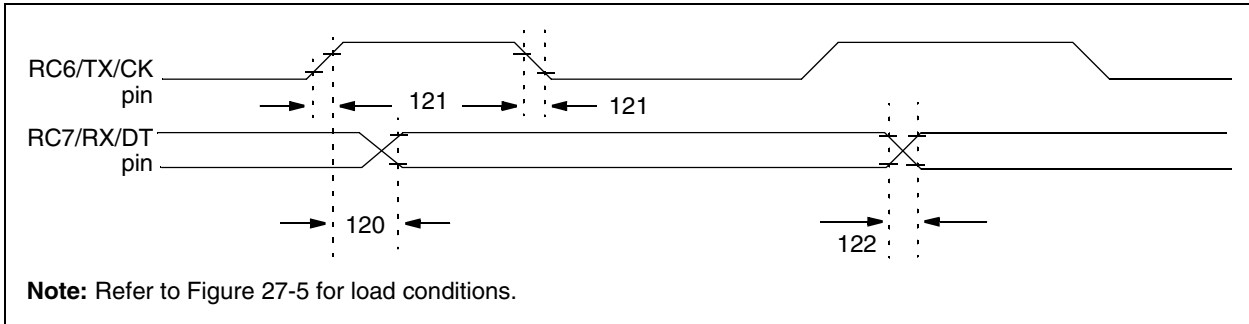 RC6/TX/CK
pin
121
121
RC7/RX/DT
pin
120
122
Note: Refer to Figure 27-5 for load conditions.